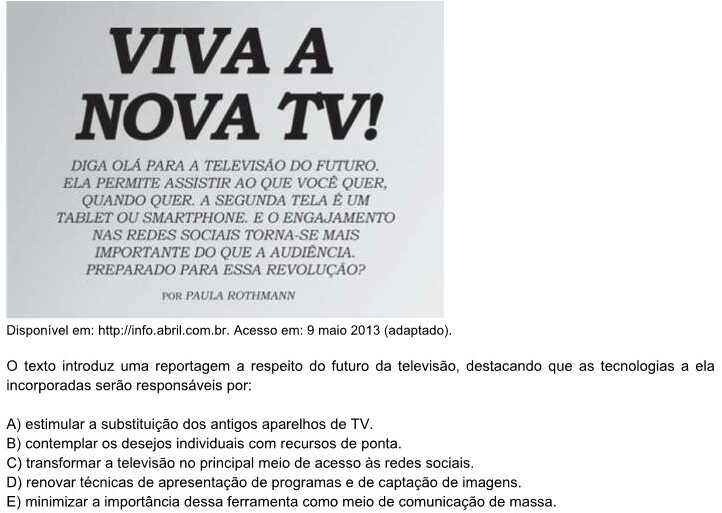 VIVA A
NOVA TV!
DIGA OLÁ PARA A TELEVISÃO DO FUTURO.
ELA PERMITE ASSISTIR AO QUE VOCÊ QUER,
QUANDO QUER. A SEGUNDA TELA É UM
TABLET OU SMARTPHONE. E O ENGAJAMENTO
NAS REDES SOCIAIS TORNA-SE MAIS
IMPORTANTE DO QUE A AUDIÊNCIA.
PREPARADO PARA ESSA REVOLUÇÃO?
POR PAULA ROTHMANN
Disponível em: http://info.abril.com.br. Acesso em: 9 maio 2013 (adaptado).
O texto introduz uma reportagem a respeito do futuro da televisão, destacando que as tecnologias a ela
incorporadas serão responsáveis por:
A) estimular a substituição dos antigos aparelhos de TV.
B) contemplar os desejos individuais com recursos de ponta.
C) transformar a televisão no principal meio de acesso às redes sociais.
D) renovar técnicas de apresentação de programas e de captação de imagens.
E) minimizar a importância dessa ferramenta como meio de comunicação de massa.